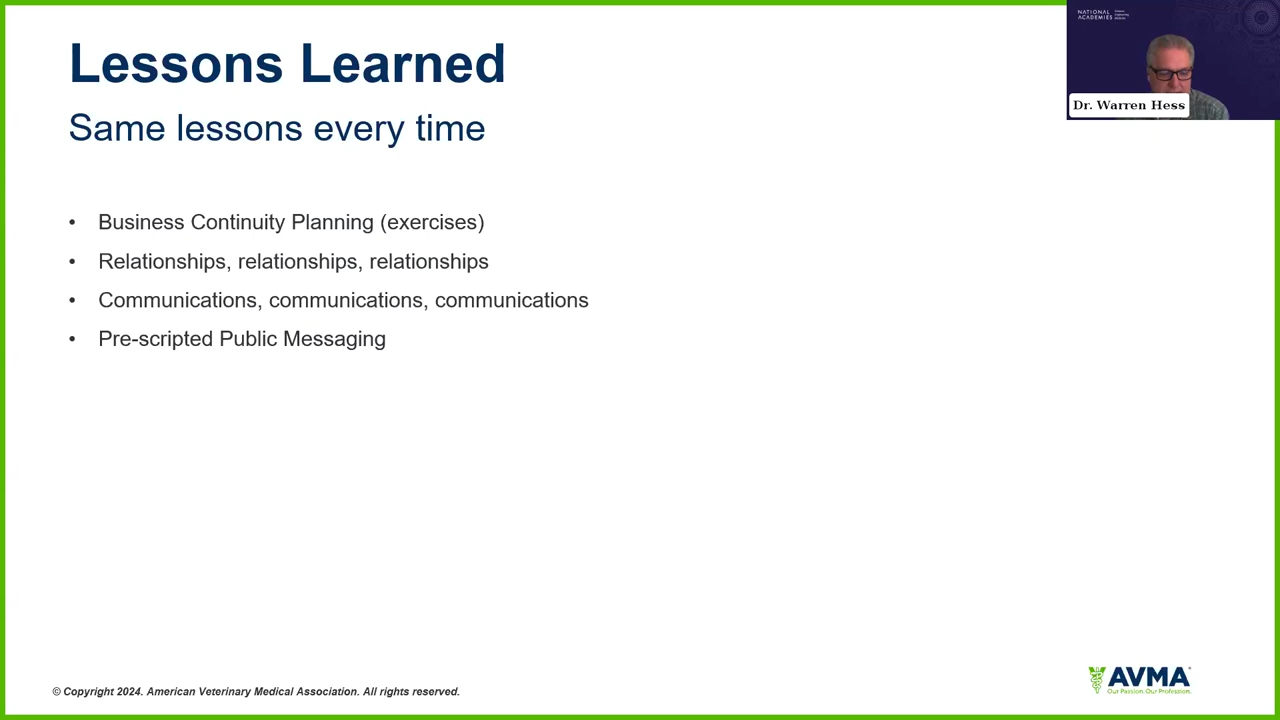 Lessons Learned
Same lessons every time
• Business Continuity Planning (exercises)
• Relationships, relationships, relationships
• Communications, communications, communications
• Pre-scripted Public Messaging
NATIONAL
ACADEMIES
Dr. Warren Hess
© Copyright 2024. American Veterinary Medical Association. All rights reserved.
AVMA
Our Passion. Our Profession.